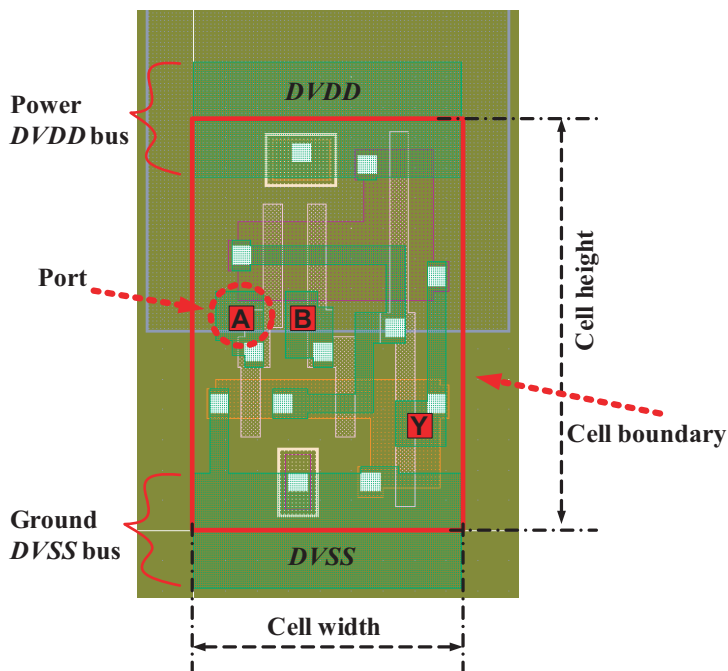 DVDD
Power
DVDD bus
Port
A
B
Cell height
Y
Cell boundary
Ground
DVSS bus
DVSS
Cell width